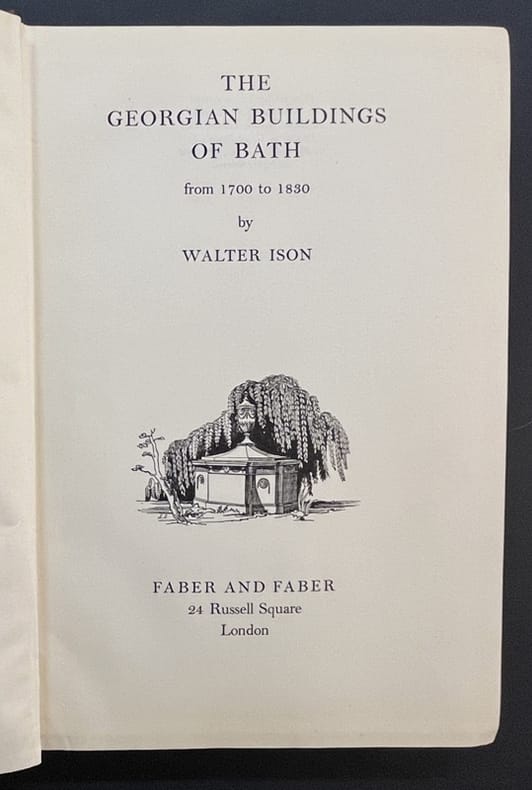 THE
GEORGIAN BUILDINGS
OF BATH
from 1700 to 1830
by
WALTER ISON
FABER AND FABER
24 Russell Square
London